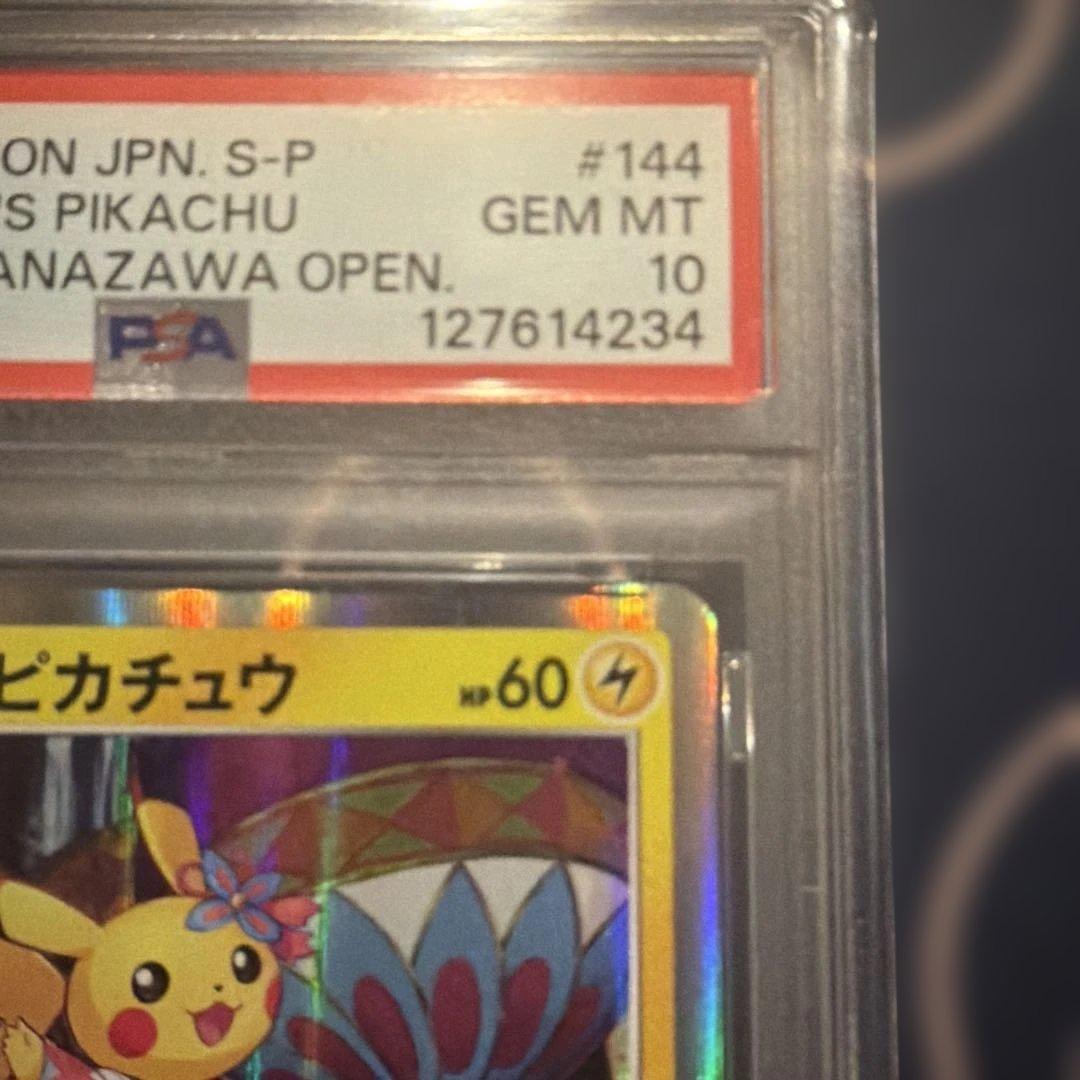 ON JPN. S-P #144
'S PIKACHU GEM MT
ANAZAWA OPEN. 10
PSA 127614234
ピカチュウ HP60